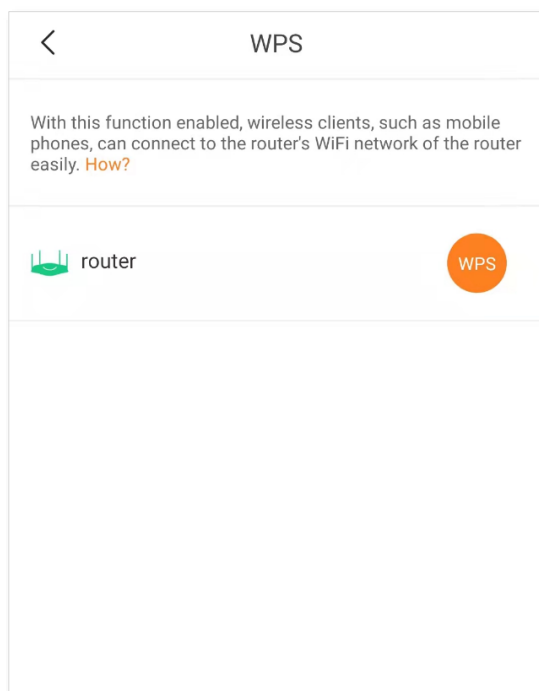 WPS
With this function enabled, wireless clients, such as mobile
phones, can connect to the router's WiFi network of the router
easily. How?
router
WPS